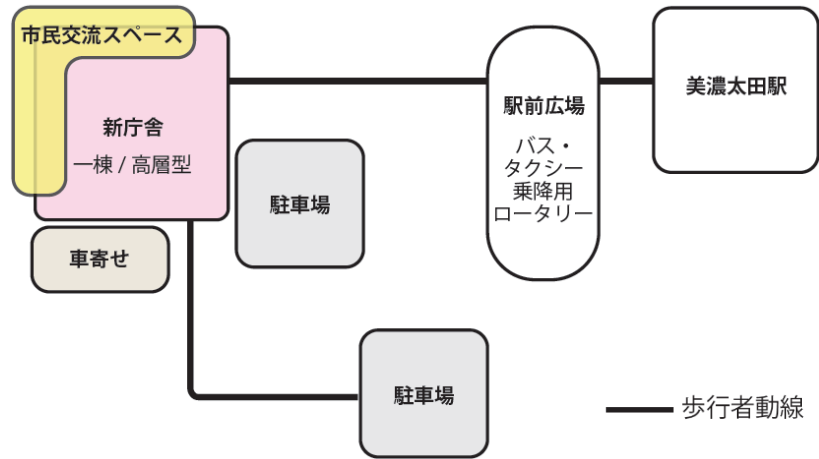 市民交流スペース
新庁舎
一棟 / 高層型
車寄せ
駐車場
駐車場
駅前広場
バス・
タクシー
乗降用
ロータリー
美濃太田駅
歩行者動線